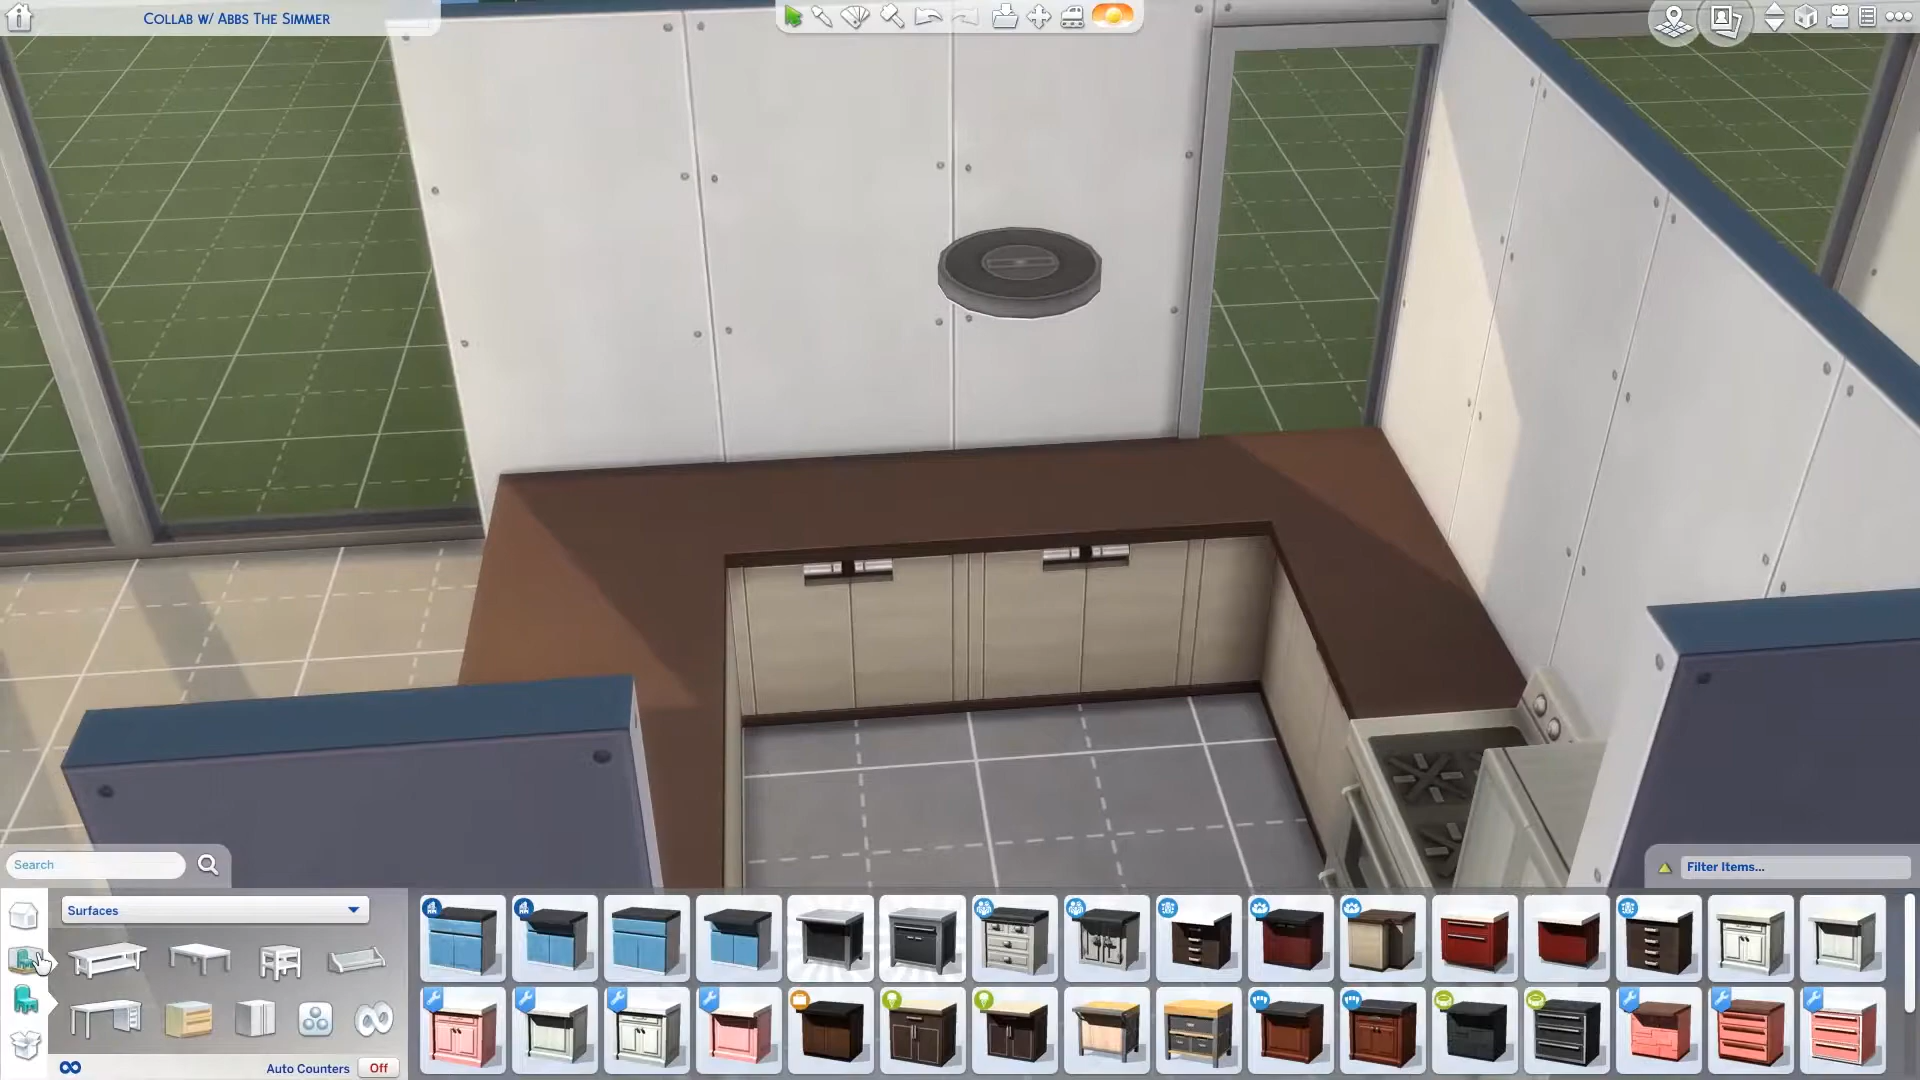 Collab w/ Abbs The Simmer
Search
Filter Items...
Surfaces
Auto Counters
Off